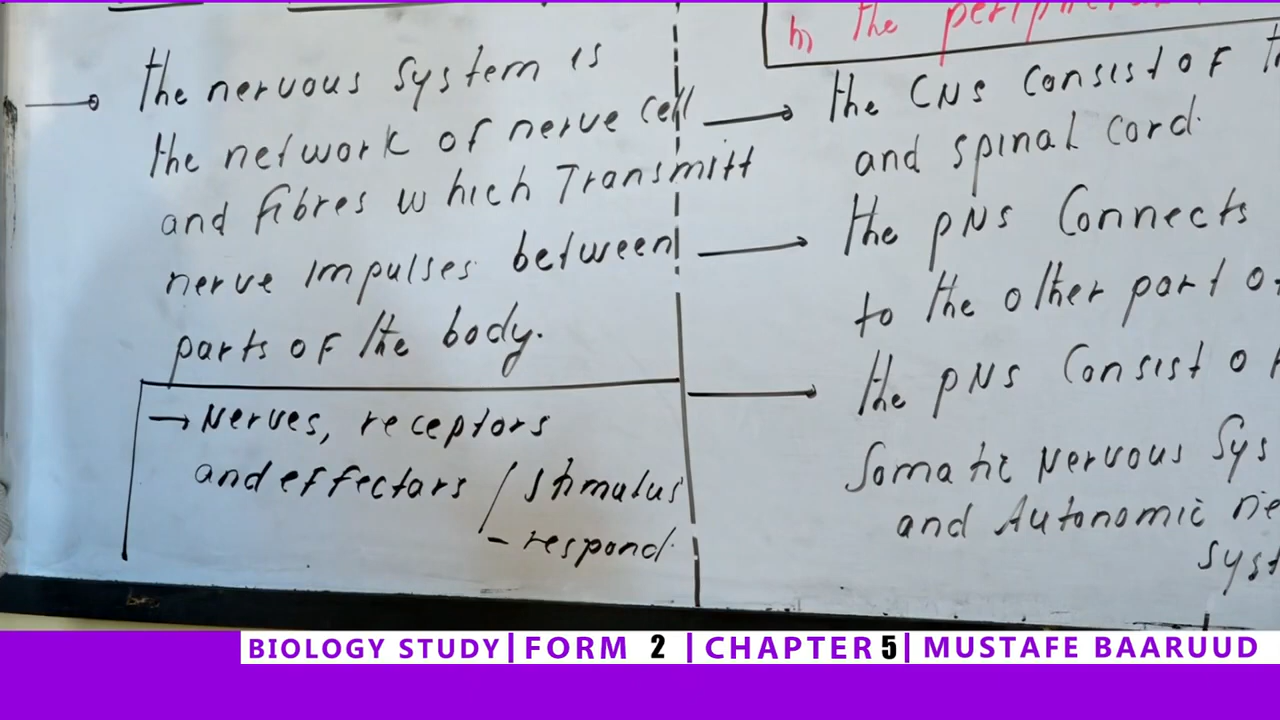 The nervous system is
the network of nerve cell
and fibres which Transmitt
nerve impulses between
parts of the body.
→ Nerves, receptors
and effectors / stimulus
- respond.
In the peripheral
the CNS Consist of
and spinal cord.
the PNS Connects
to the other part of
the PNS Consist of
Somatic Nervous Sys
and Autonomic ne
syst
BIOLOGY STUDY | FORM 2 | CHAPTER 5 | MUSTAFE BAARUUD